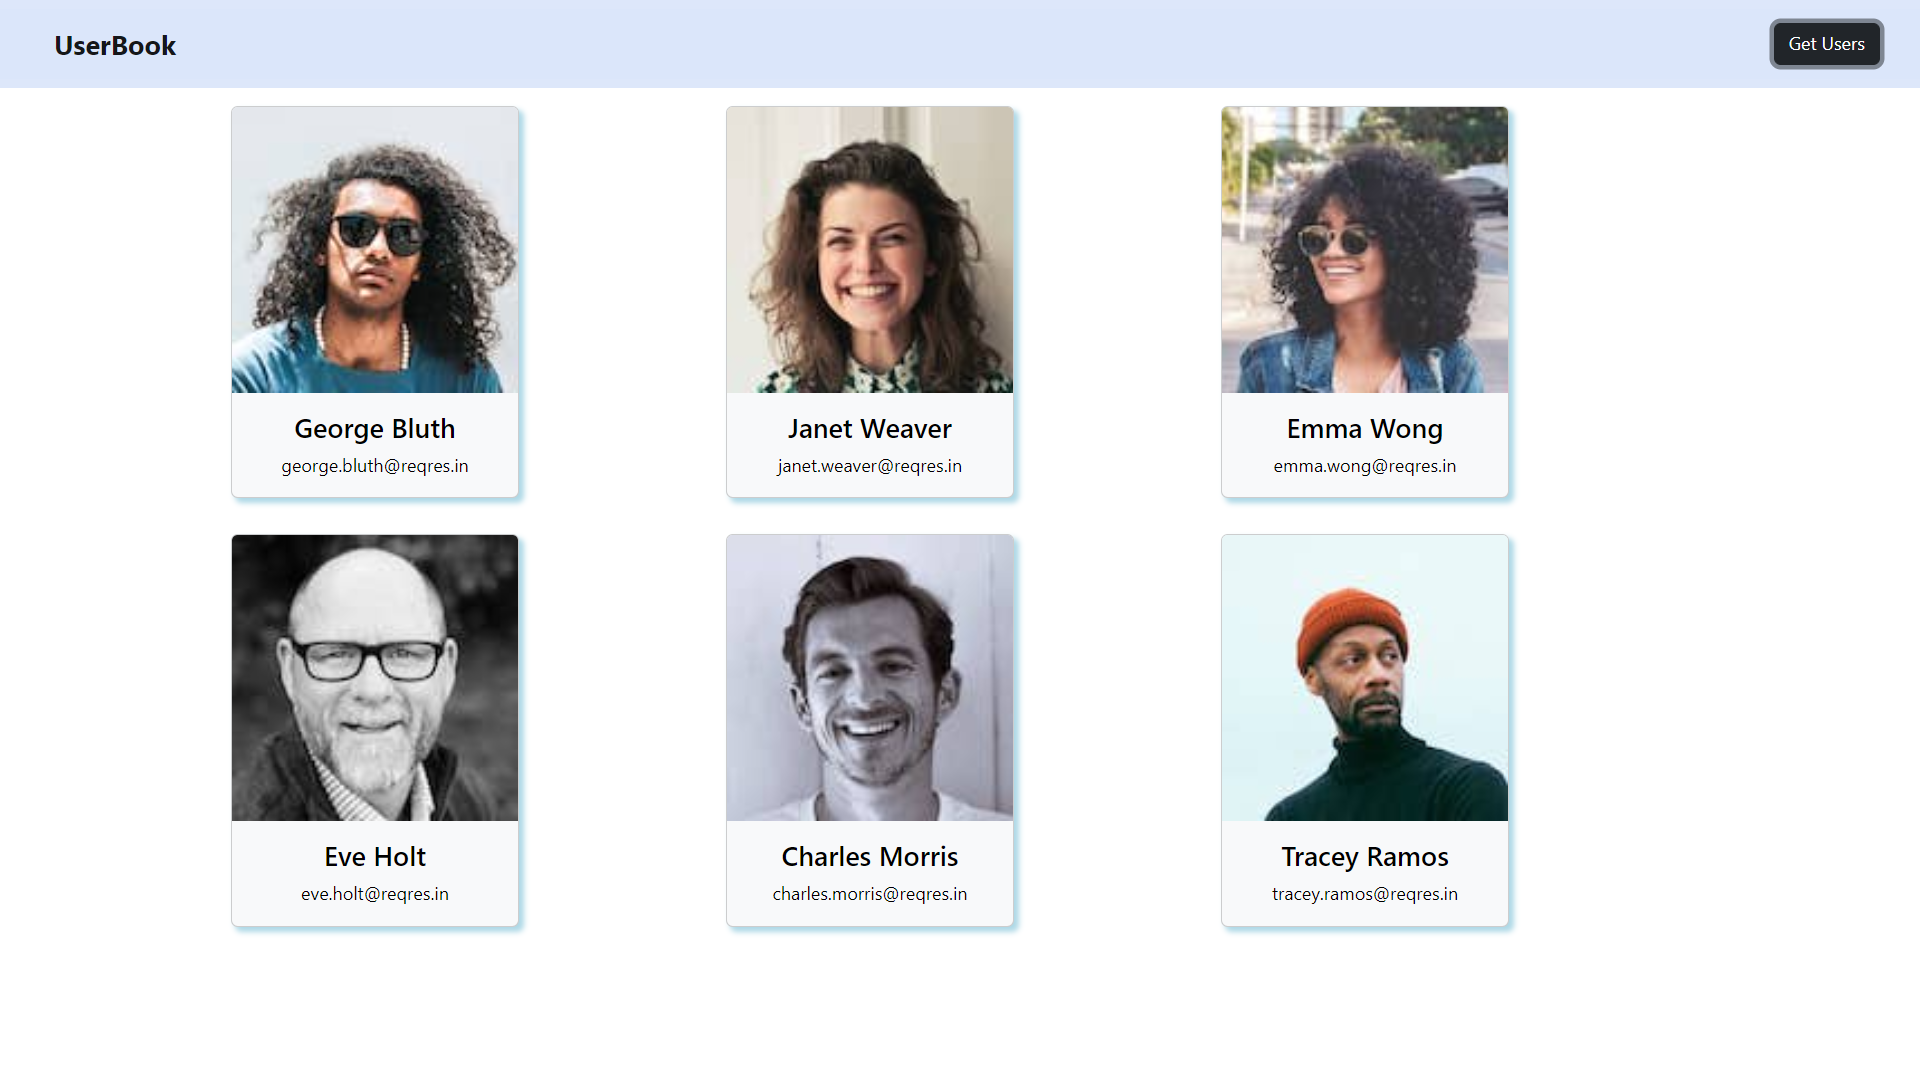 UserBook
Get Users
George Bluth
george.bluth@reqres.in
Janet Weaver
janet.weaver@reqres.in
Emma Wong
emma.wong@reqres.in
Eve Holt
eve.holt@reqres.in
Charles Morris
charles.morris@reqres.in
Tracey Ramos
tracey.ramos@reqres.in